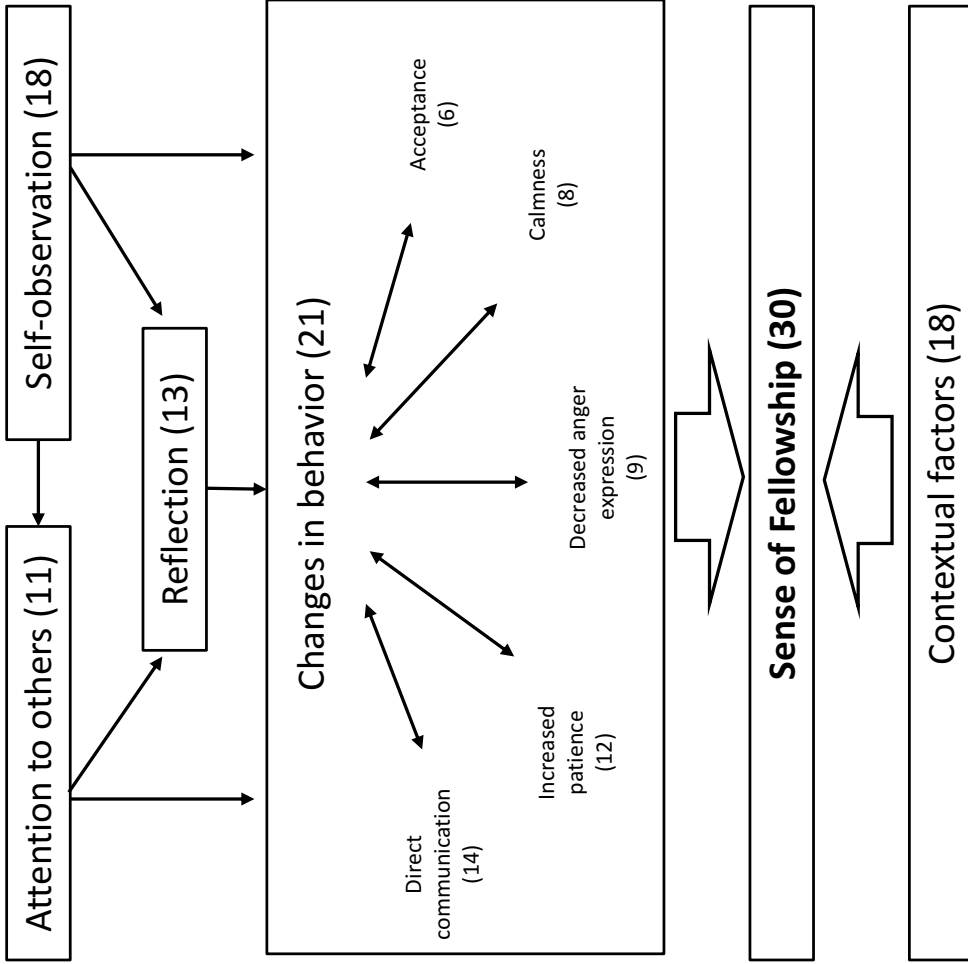 Attention to others (11)
Self-observation (18)
Reflection (13)
Changes in behavior (21)
Direct
communication
(14)
Increased
patience
(12)
Decreased anger
expression
(9)
Calmness
(8)
Acceptance
(6)
Sense of Fellowship (30)
Contextual factors (18)